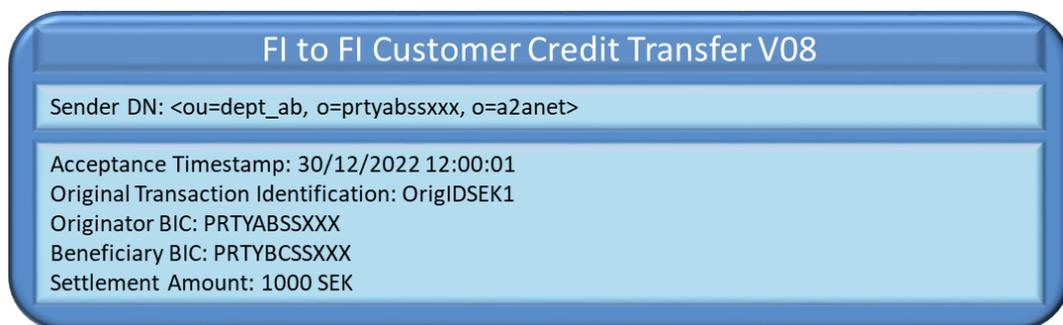 FI to FI Customer Credit Transfer V08
Sender DN: <ou=dept_ab, o=prtyabssxxx, o=a2anet>
Acceptance Timestamp: 30/12/2022 12:00:01
Original Transaction Identification: OrigIDSEK1
Originator BIC: PRTYABSSXXX
Beneficiary BIC: PRTYBCSSXXX
Settlement Amount: 1000 SEK